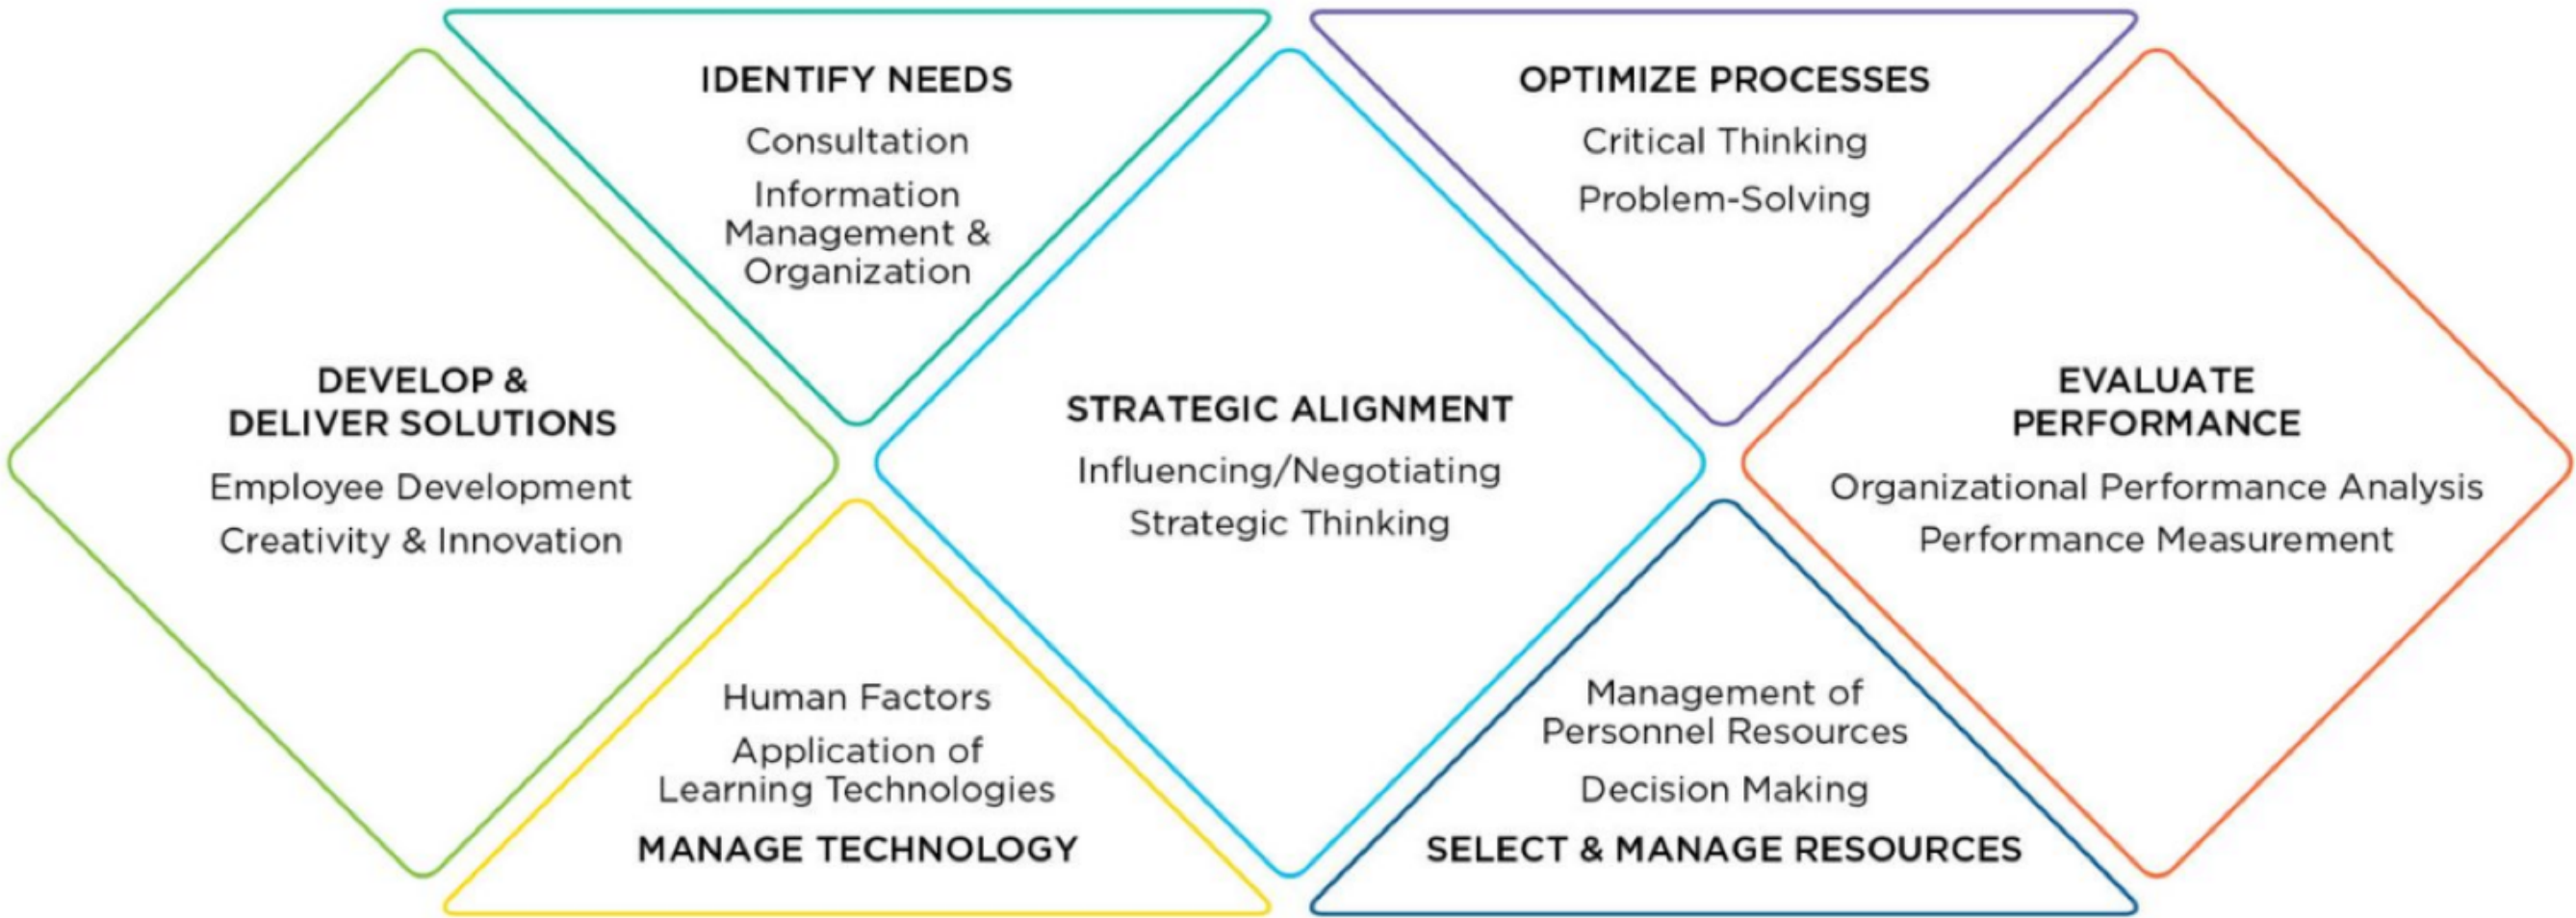 IDENTIFY NEEDS
Consultation
Information
Management &
Organization
OPTIMIZE PROCESSES
Critical Thinking
Problem-Solving
DEVELOP &
DELIVER SOLUTIONS
Employee Development
Creativity & Innovation
STRATEGIC ALIGNMENT
Influencing/Negotiating
Strategic Thinking
EVALUATE
PERFORMANCE
Organizational Performance Analysis
Performance Measurement
Human Factors
Application of
Learning Technologies
MANAGE TECHNOLOGY
Management of
Personnel Resources
Decision Making
SELECT & MANAGE RESOURCES